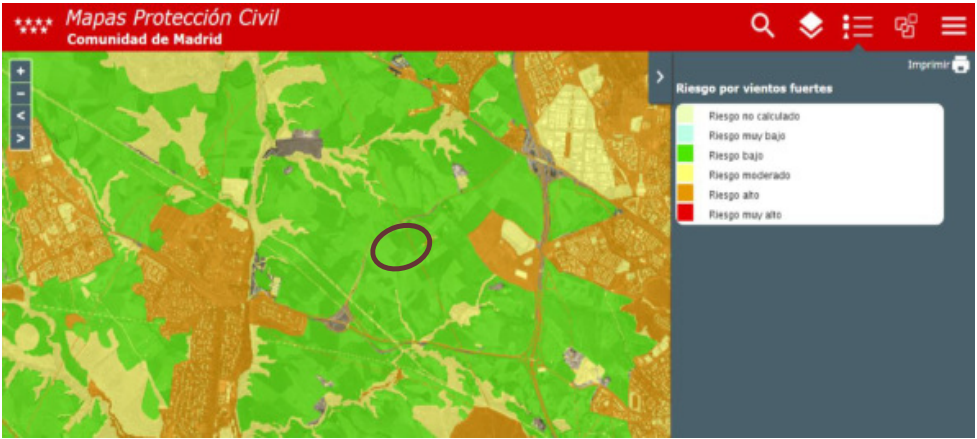 Mapas Protección Civil
Comunidad de Madrid
+
−
<
>
>
Imprimir
Riesgo por vientos fuertes
Riesgo no calculado
Riesgo muy bajo
Riesgo bajo
Riesgo moderado
Riesgo alto
Riesgo muy alto